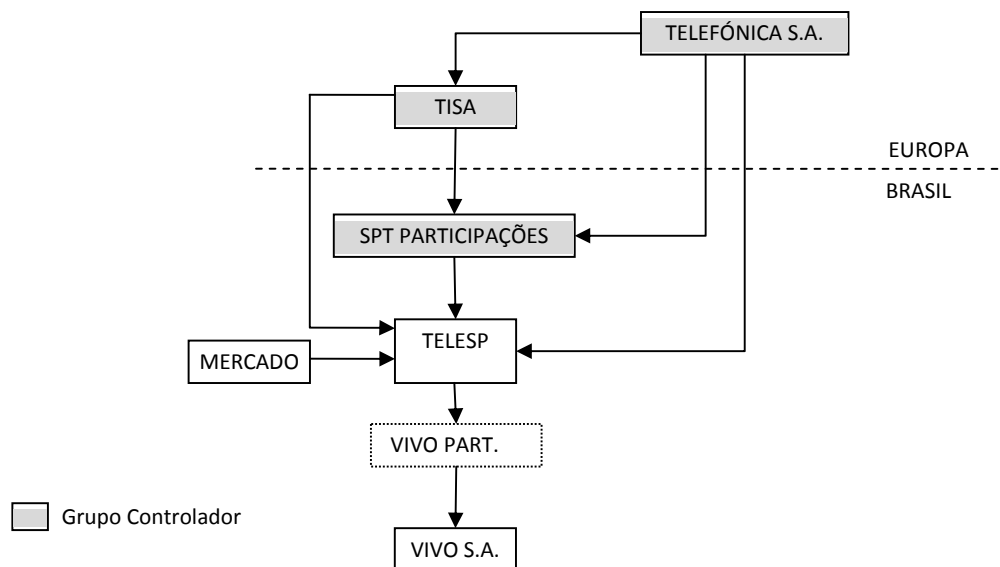 TELEFÓNICA S.A.
TISA
EUROPA
BRASIL
SPT PARTICIPAÇÕES
TELESP
MERCADO
VIVO PART.
Grupo Controlador
VIVO S.A.